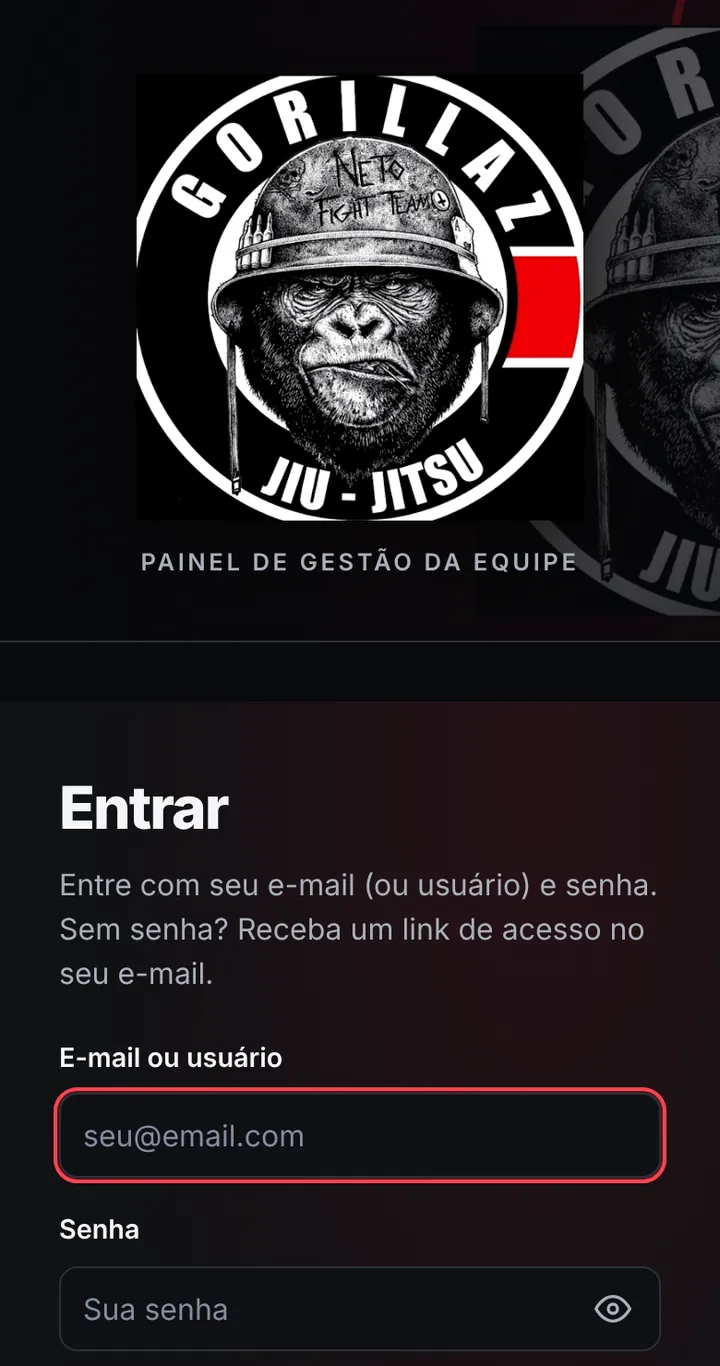 GORILLAZ
NETO
FIGHT TEAM
JIU - JITSU
PAINEL DE GESTÃO DA EQUIPE
Entrar
Entre com seu e-mail (ou usuário) e senha.
Sem senha? Receba um link de acesso no
seu e-mail.
E-mail ou usuário
seu@email.com
Senha
Sua senha